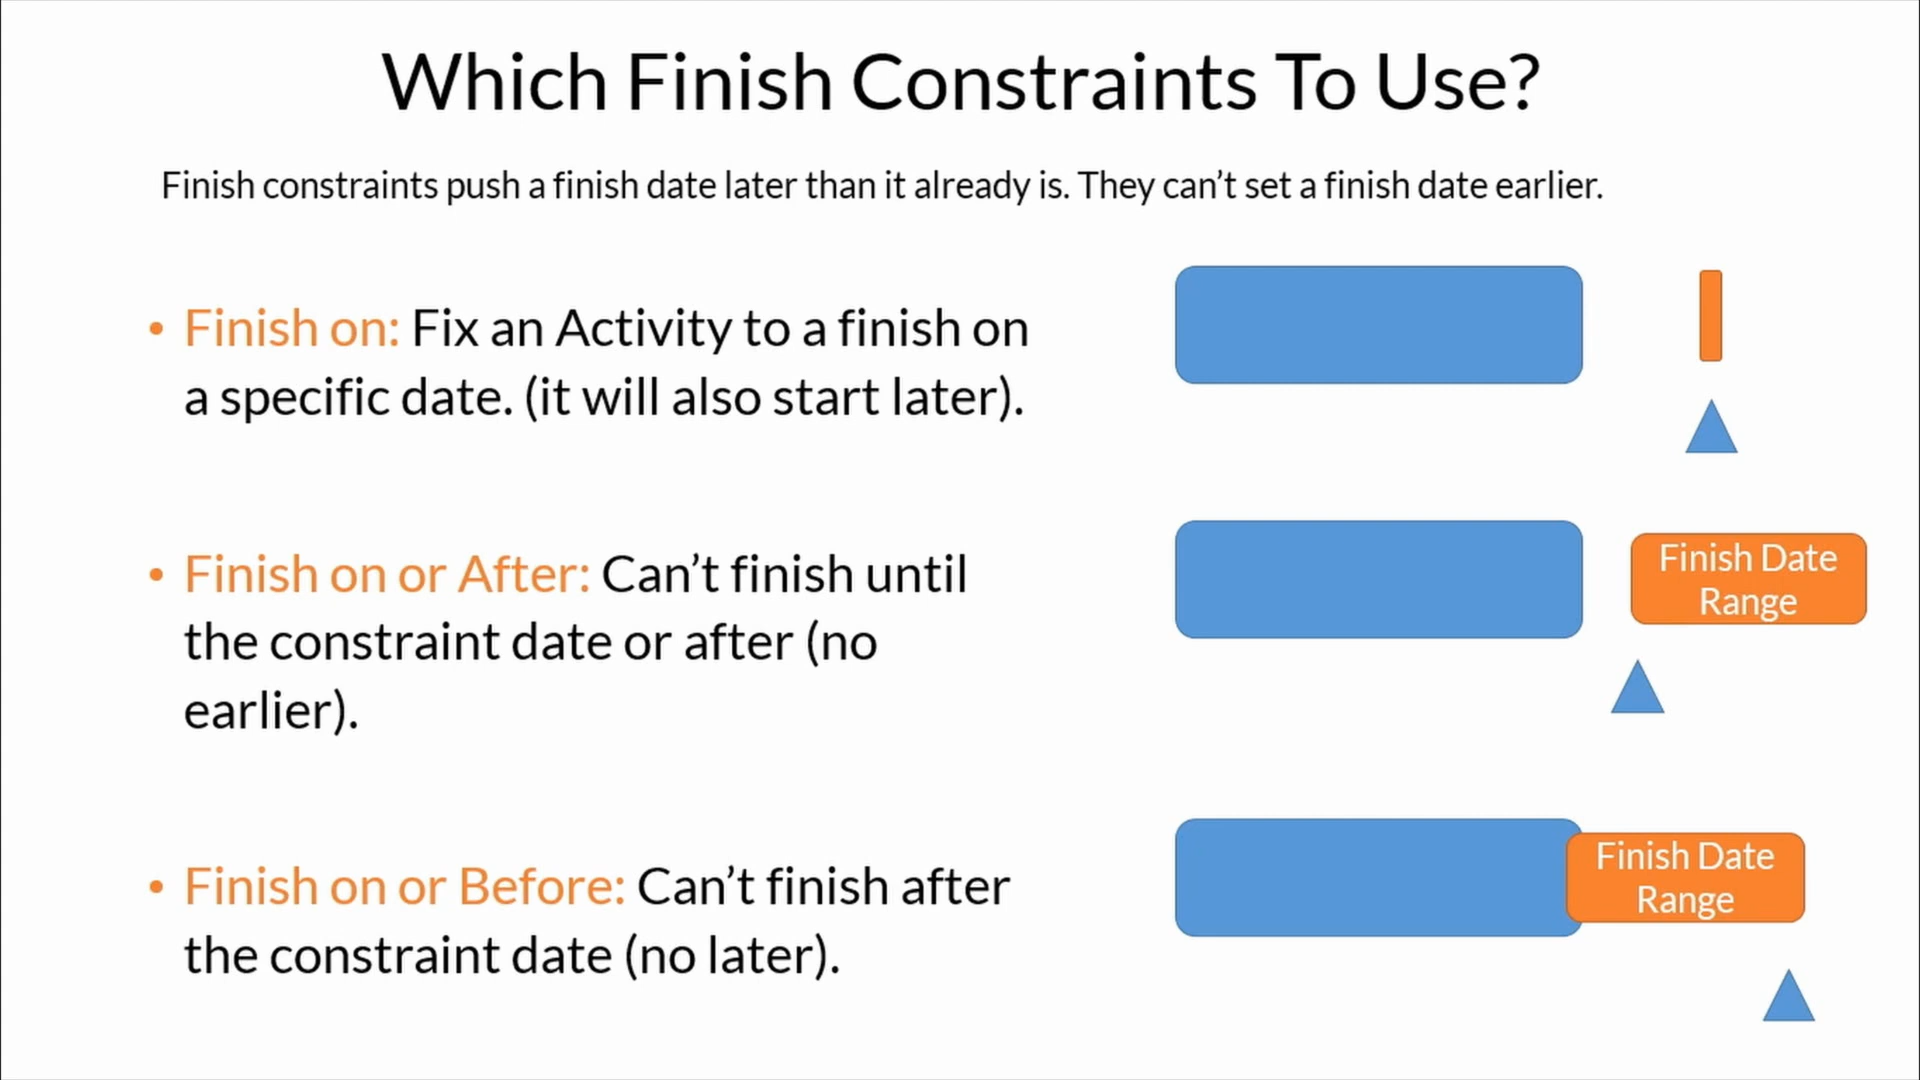 Which Finish Constraints To Use?
Finish constraints push a finish date later than it already is. They can’t set a finish date earlier.
• Finish on: Fix an Activity to a finish on
a specific date. (it will also start later).
• Finish on or After: Can’t finish until
the constraint date or after (no
earlier).
Finish Date
Range
• Finish on or Before: Can’t finish after
the constraint date (no later).
Finish Date
Range